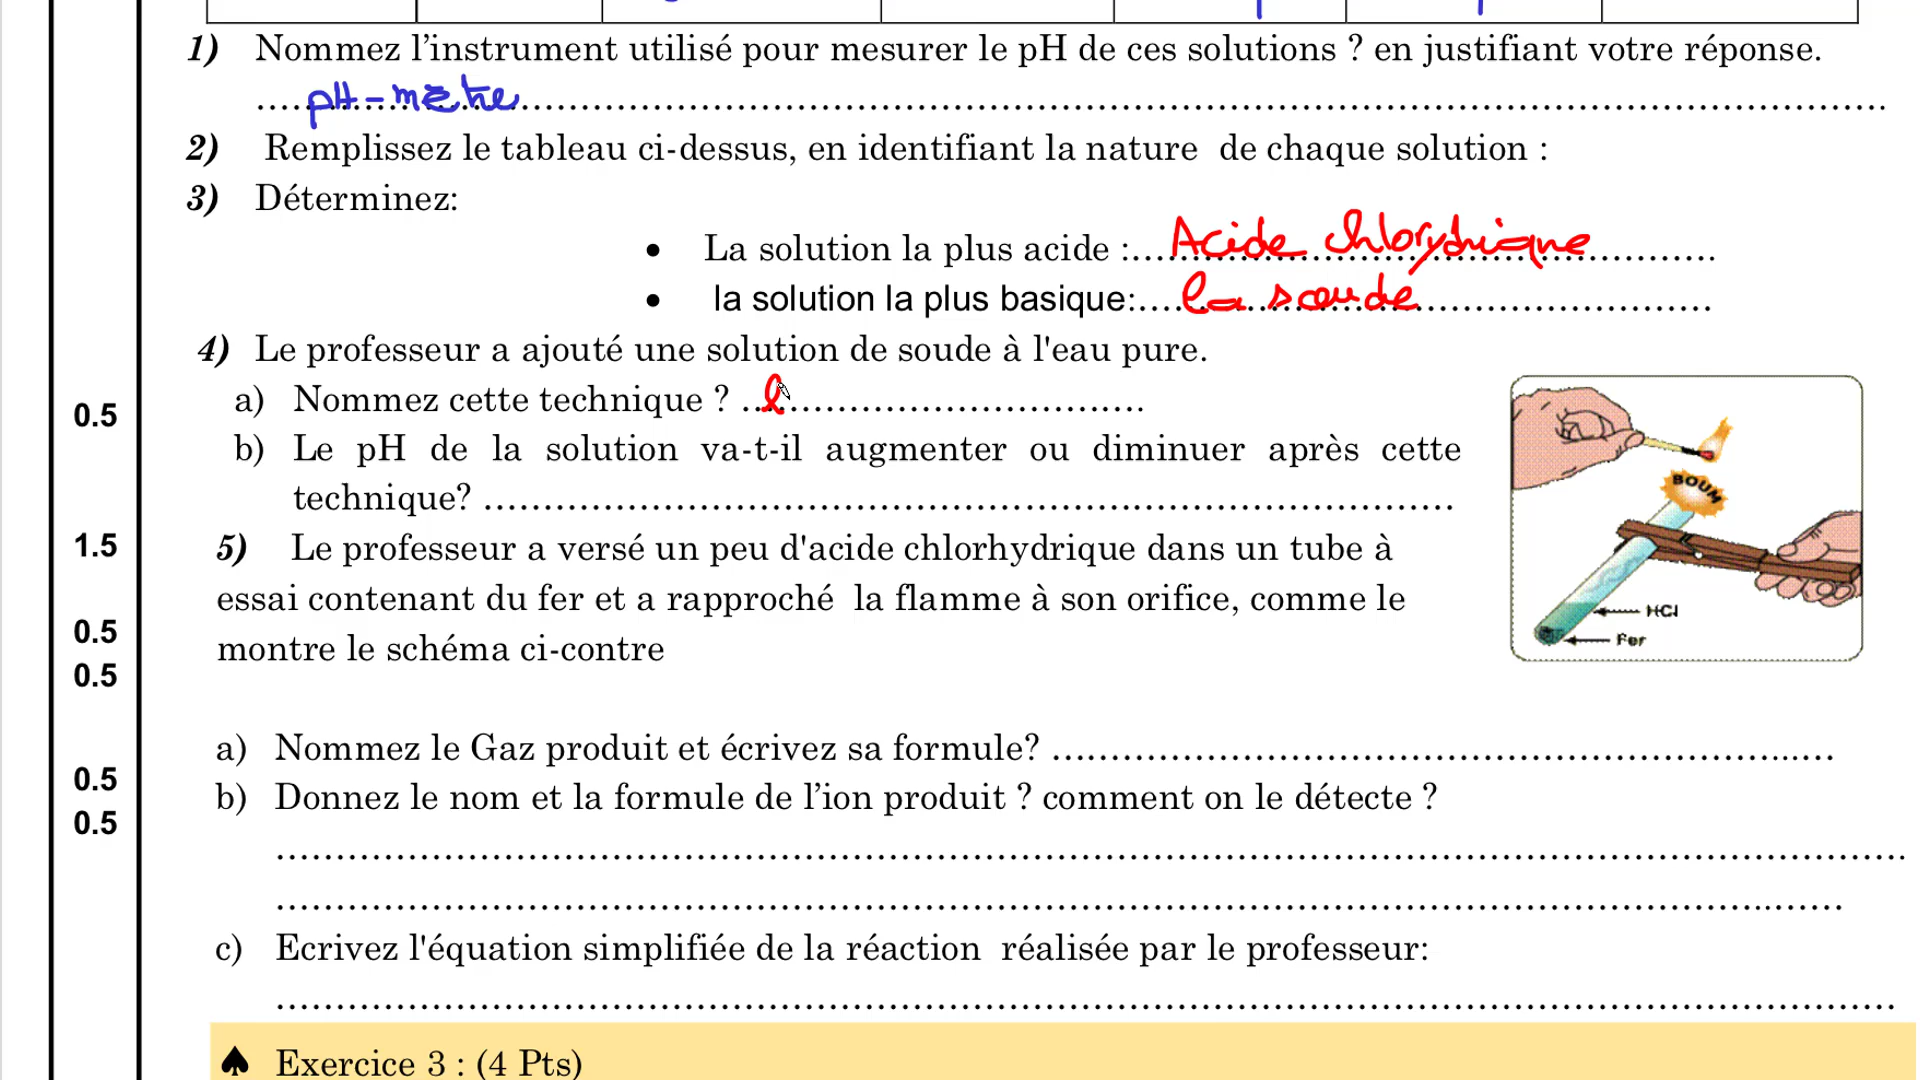 1) Nommez l’instrument utilisé pour mesurer le pH de ces solutions ? en justifiant votre réponse.
pH-mètre
2) Remplissez le tableau ci-dessus, en identifiant la nature de chaque solution :
3) Déterminez:
• La solution la plus acide :.... Acide chlorydrique
• la solution la plus basique:.... la soude
4) Le professeur a ajouté une solution de soude à l'eau pure.
0.5 a) Nommez cette technique ? ... l
b) Le pH de la solution va-t-il augmenter ou diminuer après cette
technique? ...
1.5 5) Le professeur a versé un peu d'acide chlorhydrique dans un tube à
essai contenant du fer et a rapproché la flamme à son orifice, comme le
0.5 montre le schéma ci-contre
0.5
BOUM
HCl
Fer
a) Nommez le Gaz produit et écrivez sa formule? ...
0.5 b) Donnez le nom et la formule de l’ion produit ? comment on le détecte ?
0.5
c) Ecrivez l'équation simplifiée de la réaction réalisée par le professeur:
♠ Exercice 3 : (4 Pts)